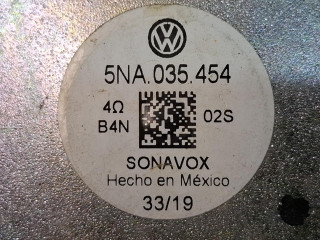 5NA.035.454
4Ω
B4N
02S
SONAVOX
Hecho en México
33/19